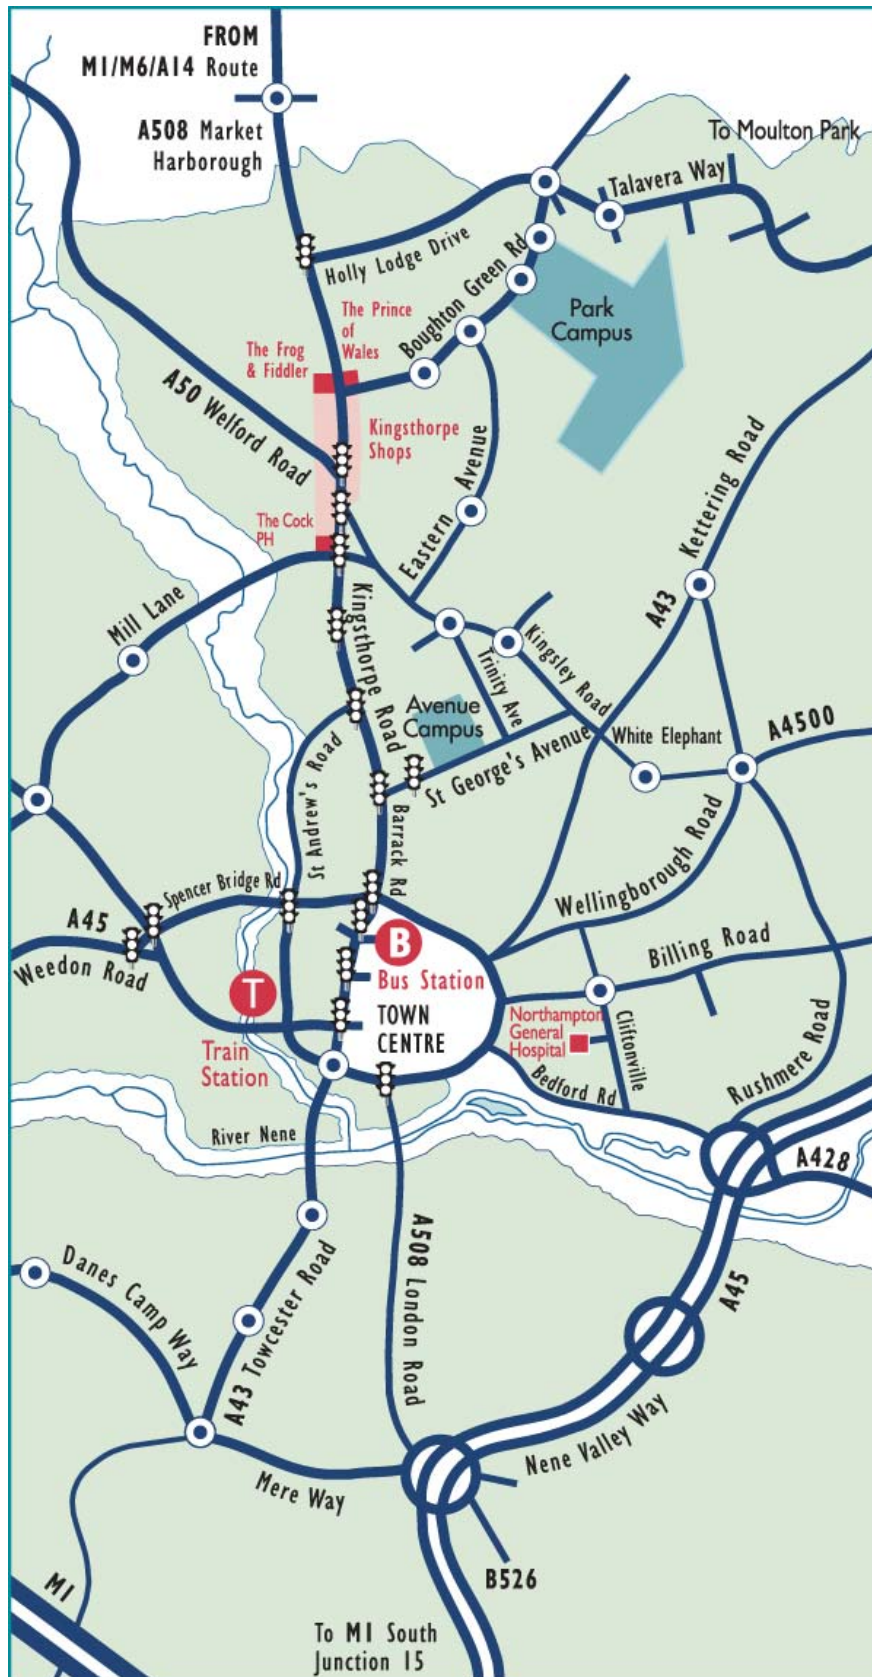 FROM
M1/M6/A14 Route
A508 Market
Harborough
To Moulton Park
Talavera Way
Holly Lodge Drive
Boughton Green Rd
Park
Campus
The Prince
of
Wales
The Frog
& Fiddler
A50 Welford Road
Kingsthorpe
Shops
Eastern Avenue
Kettering Road
A43
The Cock
PH
Mill Lane
Kingsthorpe Road
Kingsley Road
Trinity Ave
Avenue
Campus
White Elephant
A4500
St George's Avenue
St Andrew's Road
Barrack Rd
Spencer Bridge Rd
Wellingborough Road
A45
Weedon Road
B
Bus Station
Billing Road
T
Train
Station
TOWN
CENTRE
Northampton
General
Hospital
Cliftonville
Bedford Rd
Rushmere Road
River Nene
A428
Danes Camp Way
A43 Towcester Road
A508 London Road
A45
Nene Valley Way
Mere Way
B526
M1
To M1 South
Junction 15